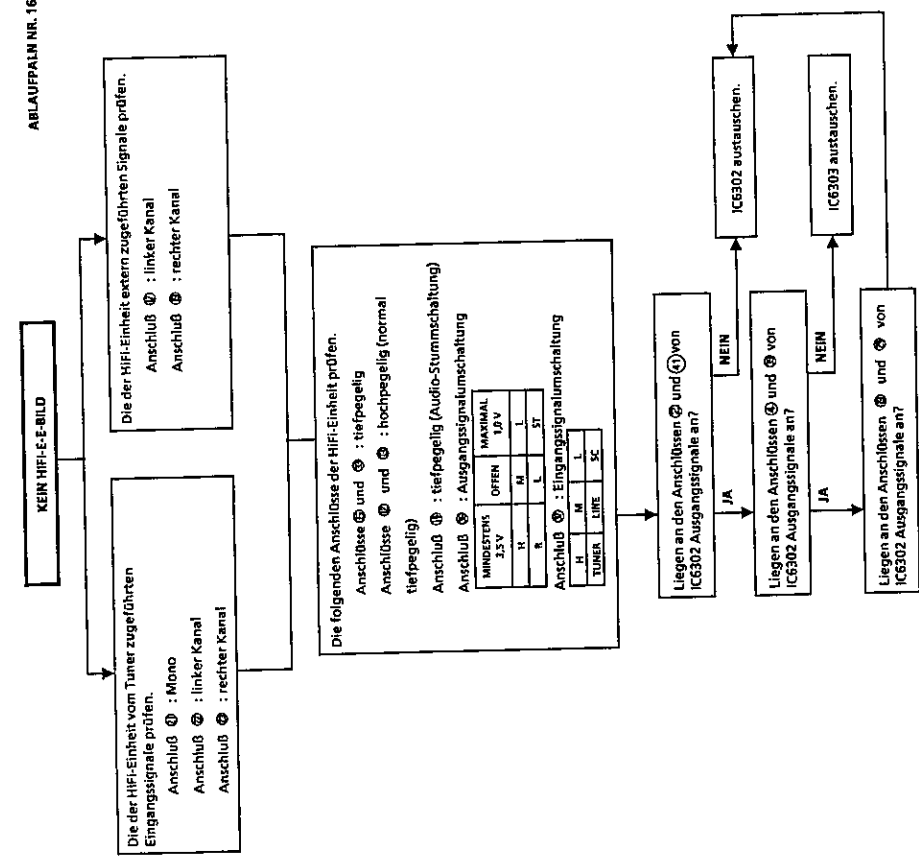 ABLAUFPALN NR. 16
KEIN HIFI-E-E-BILD
Die der HiFi-Einheit vom Tuner zugeführten
Eingangssignale prüfen.
Anschluß ㉑ : Mono
Anschluß ㉒ : linker Kanal
Anschluß : rechter Kanal
Die der HiFi-Einheit extern zugeführten Signale prüfen.
Anschluß : linker Kanal
Anschluß : rechter Kanal
Die folgenden Anschlüsse der HiFi-Einheit prüfen.
Anschlüsse und : tiefpegelig
Anschlüsse und : hochpegelig (normal
tiefpegelig)
Anschluß : tiefpegelig (Audio-Stummschaltung)
Anschluß : Ausgangssignalumschaltung
MINDESTENS 3,5 V OFFEN MAXIMAL 1,0 V
H M L
R L ST
Anschluß : Eingangssignalumschaltung
H M L
TUNER LINE SC
Liegen an den Anschlüssen ㉒ und ㊶ von
IC6302 Ausgangssignale an?
NEIN
IC6302 austauschen.
JA
Liegen an den Anschlüssen ④ und ㊴ von
IC6302 Ausgangssignale an?
NEIN
IC6303 austauschen.
JA
Liegen an den Anschlüssen und von
IC6302 Ausgangssignale an?